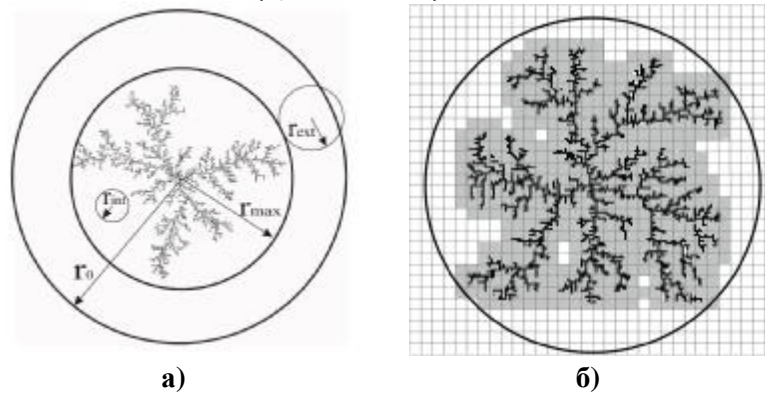 r_ext
r_int
r_max
r_0
а)
б)